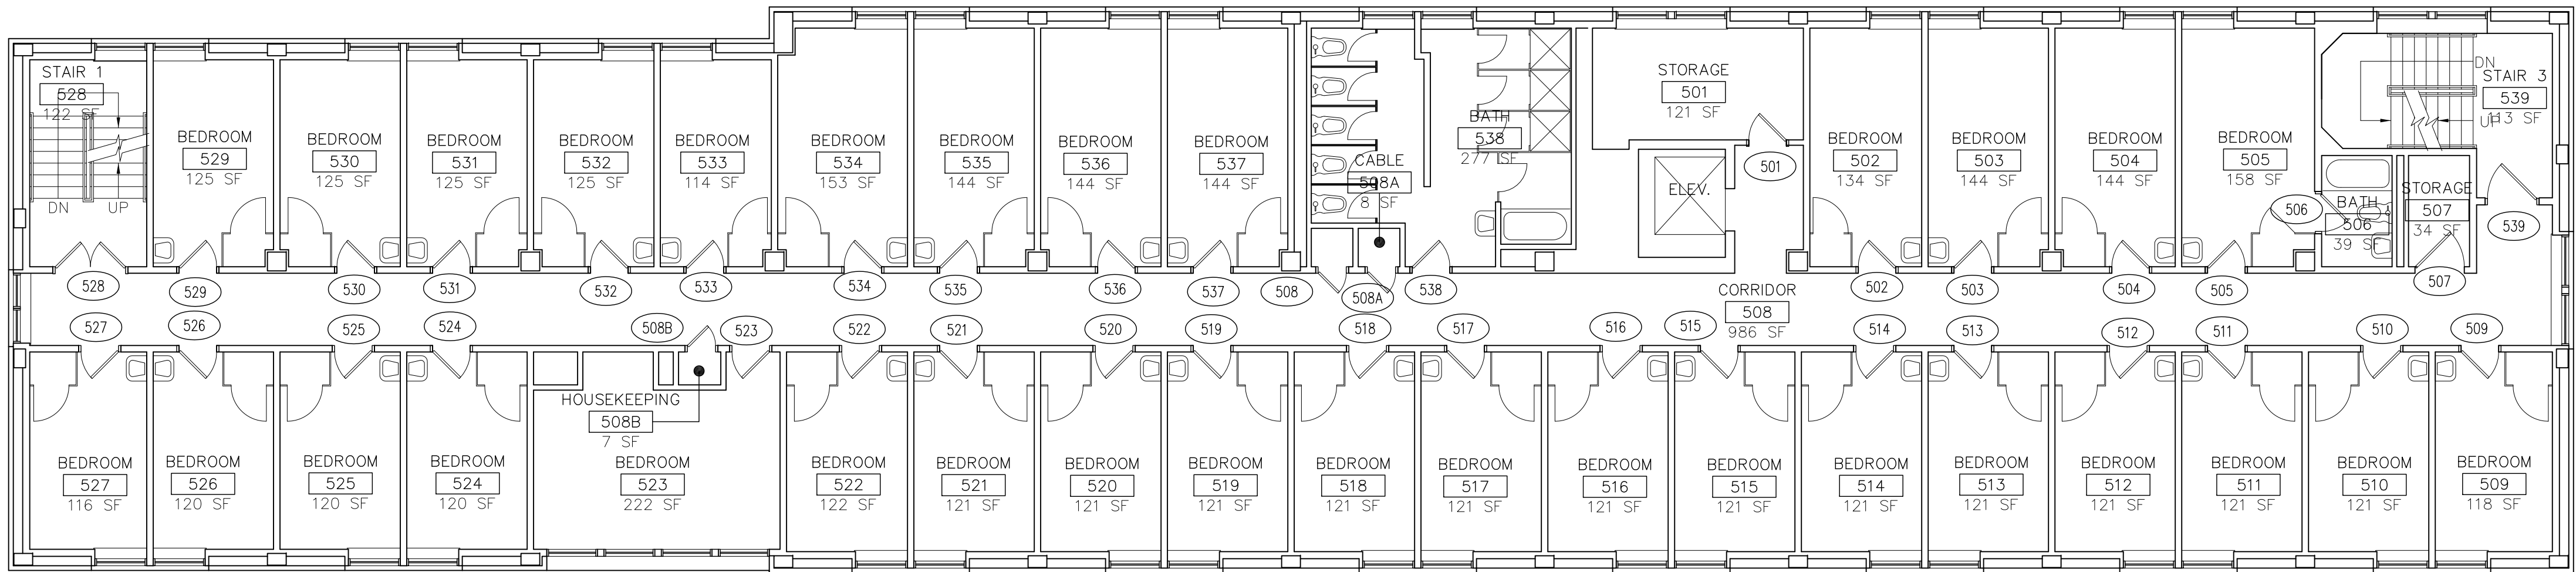 STAIR 1
528
122 SF
DN
UP
BEDROOM
529
125 SF
BEDROOM
530
125 SF
BEDROOM
531
125 SF
BEDROOM
532
125 SF
BEDROOM
533
114 SF
BEDROOM
534
153 SF
BEDROOM
535
144 SF
BEDROOM
536
144 SF
BEDROOM
537
144 SF
CABLE
508A
8 SF
BATH
538
277 SF
STORAGE
501
121 SF
ELEV.
501
BEDROOM
502
134 SF
BEDROOM
503
144 SF
BEDROOM
504
144 SF
BEDROOM
505
158 SF
506
BATH
506
39 SF
STORAGE
507
34 SF
DN
STAIR 3
539
113 SF
UP
539
528
529
530
531
532
533
534
535
536
537
508
508A
538
CORRIDOR
508
986 SF
502
503
504
505
507
527
526
525
524
508B
523
522
521
520
519
518
517
516
515
514
513
512
511
510
509
HOUSEKEEPING
508B
7 SF
BEDROOM
527
116 SF
BEDROOM
526
120 SF
BEDROOM
525
120 SF
BEDROOM
524
120 SF
BEDROOM
523
222 SF
BEDROOM
522
122 SF
BEDROOM
521
121 SF
BEDROOM
520
121 SF
BEDROOM
519
121 SF
BEDROOM
518
121 SF
BEDROOM
517
121 SF
BEDROOM
516
121 SF
BEDROOM
515
121 SF
BEDROOM
514
121 SF
BEDROOM
513
121 SF
BEDROOM
512
121 SF
BEDROOM
511
121 SF
BEDROOM
510
121 SF
BEDROOM
509
118 SF